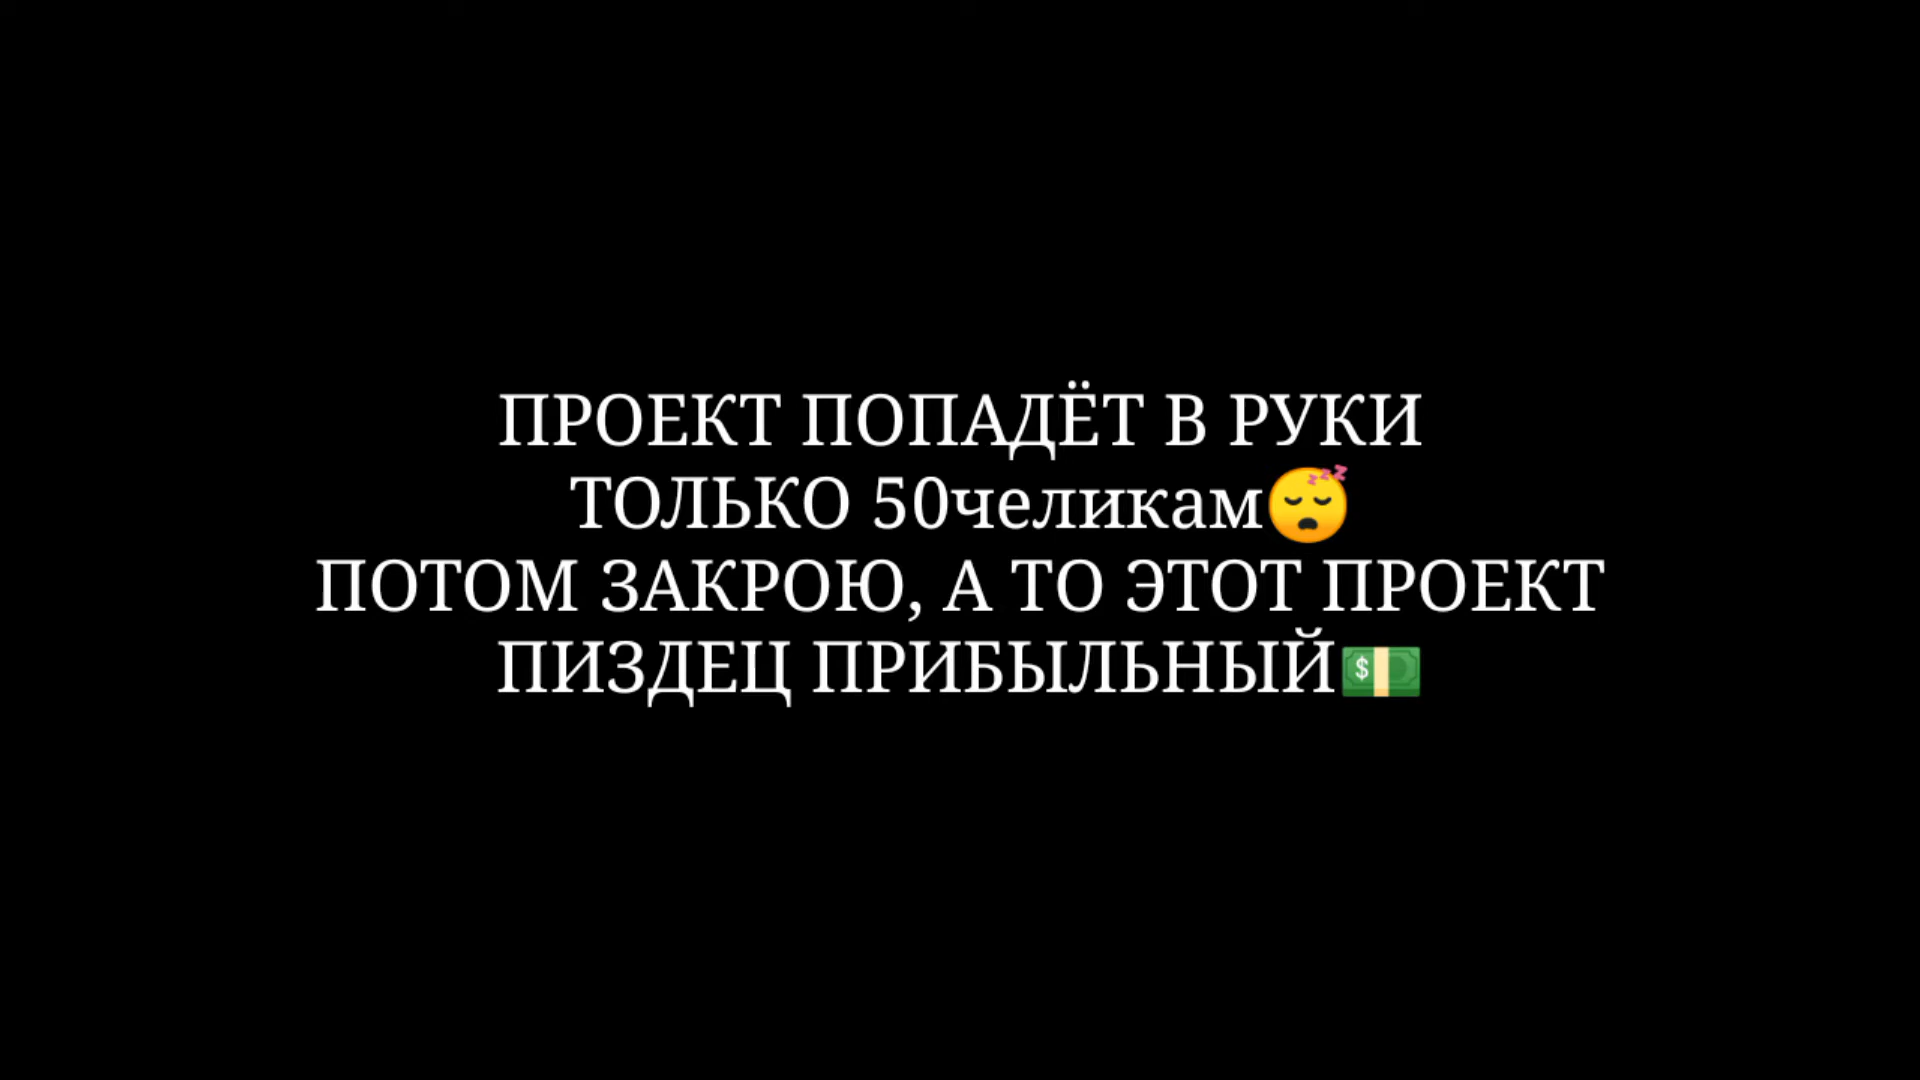 ПРОЕКТ ПОПАДЁТ В РУКИ
ТОЛЬКО 50челикам😴
ПОТОМ ЗАКРОЮ, А ТО ЭТОТ ПРОЕКТ
ПИЗДЕЦ ПРИБЫЛЬНЫЙ💵